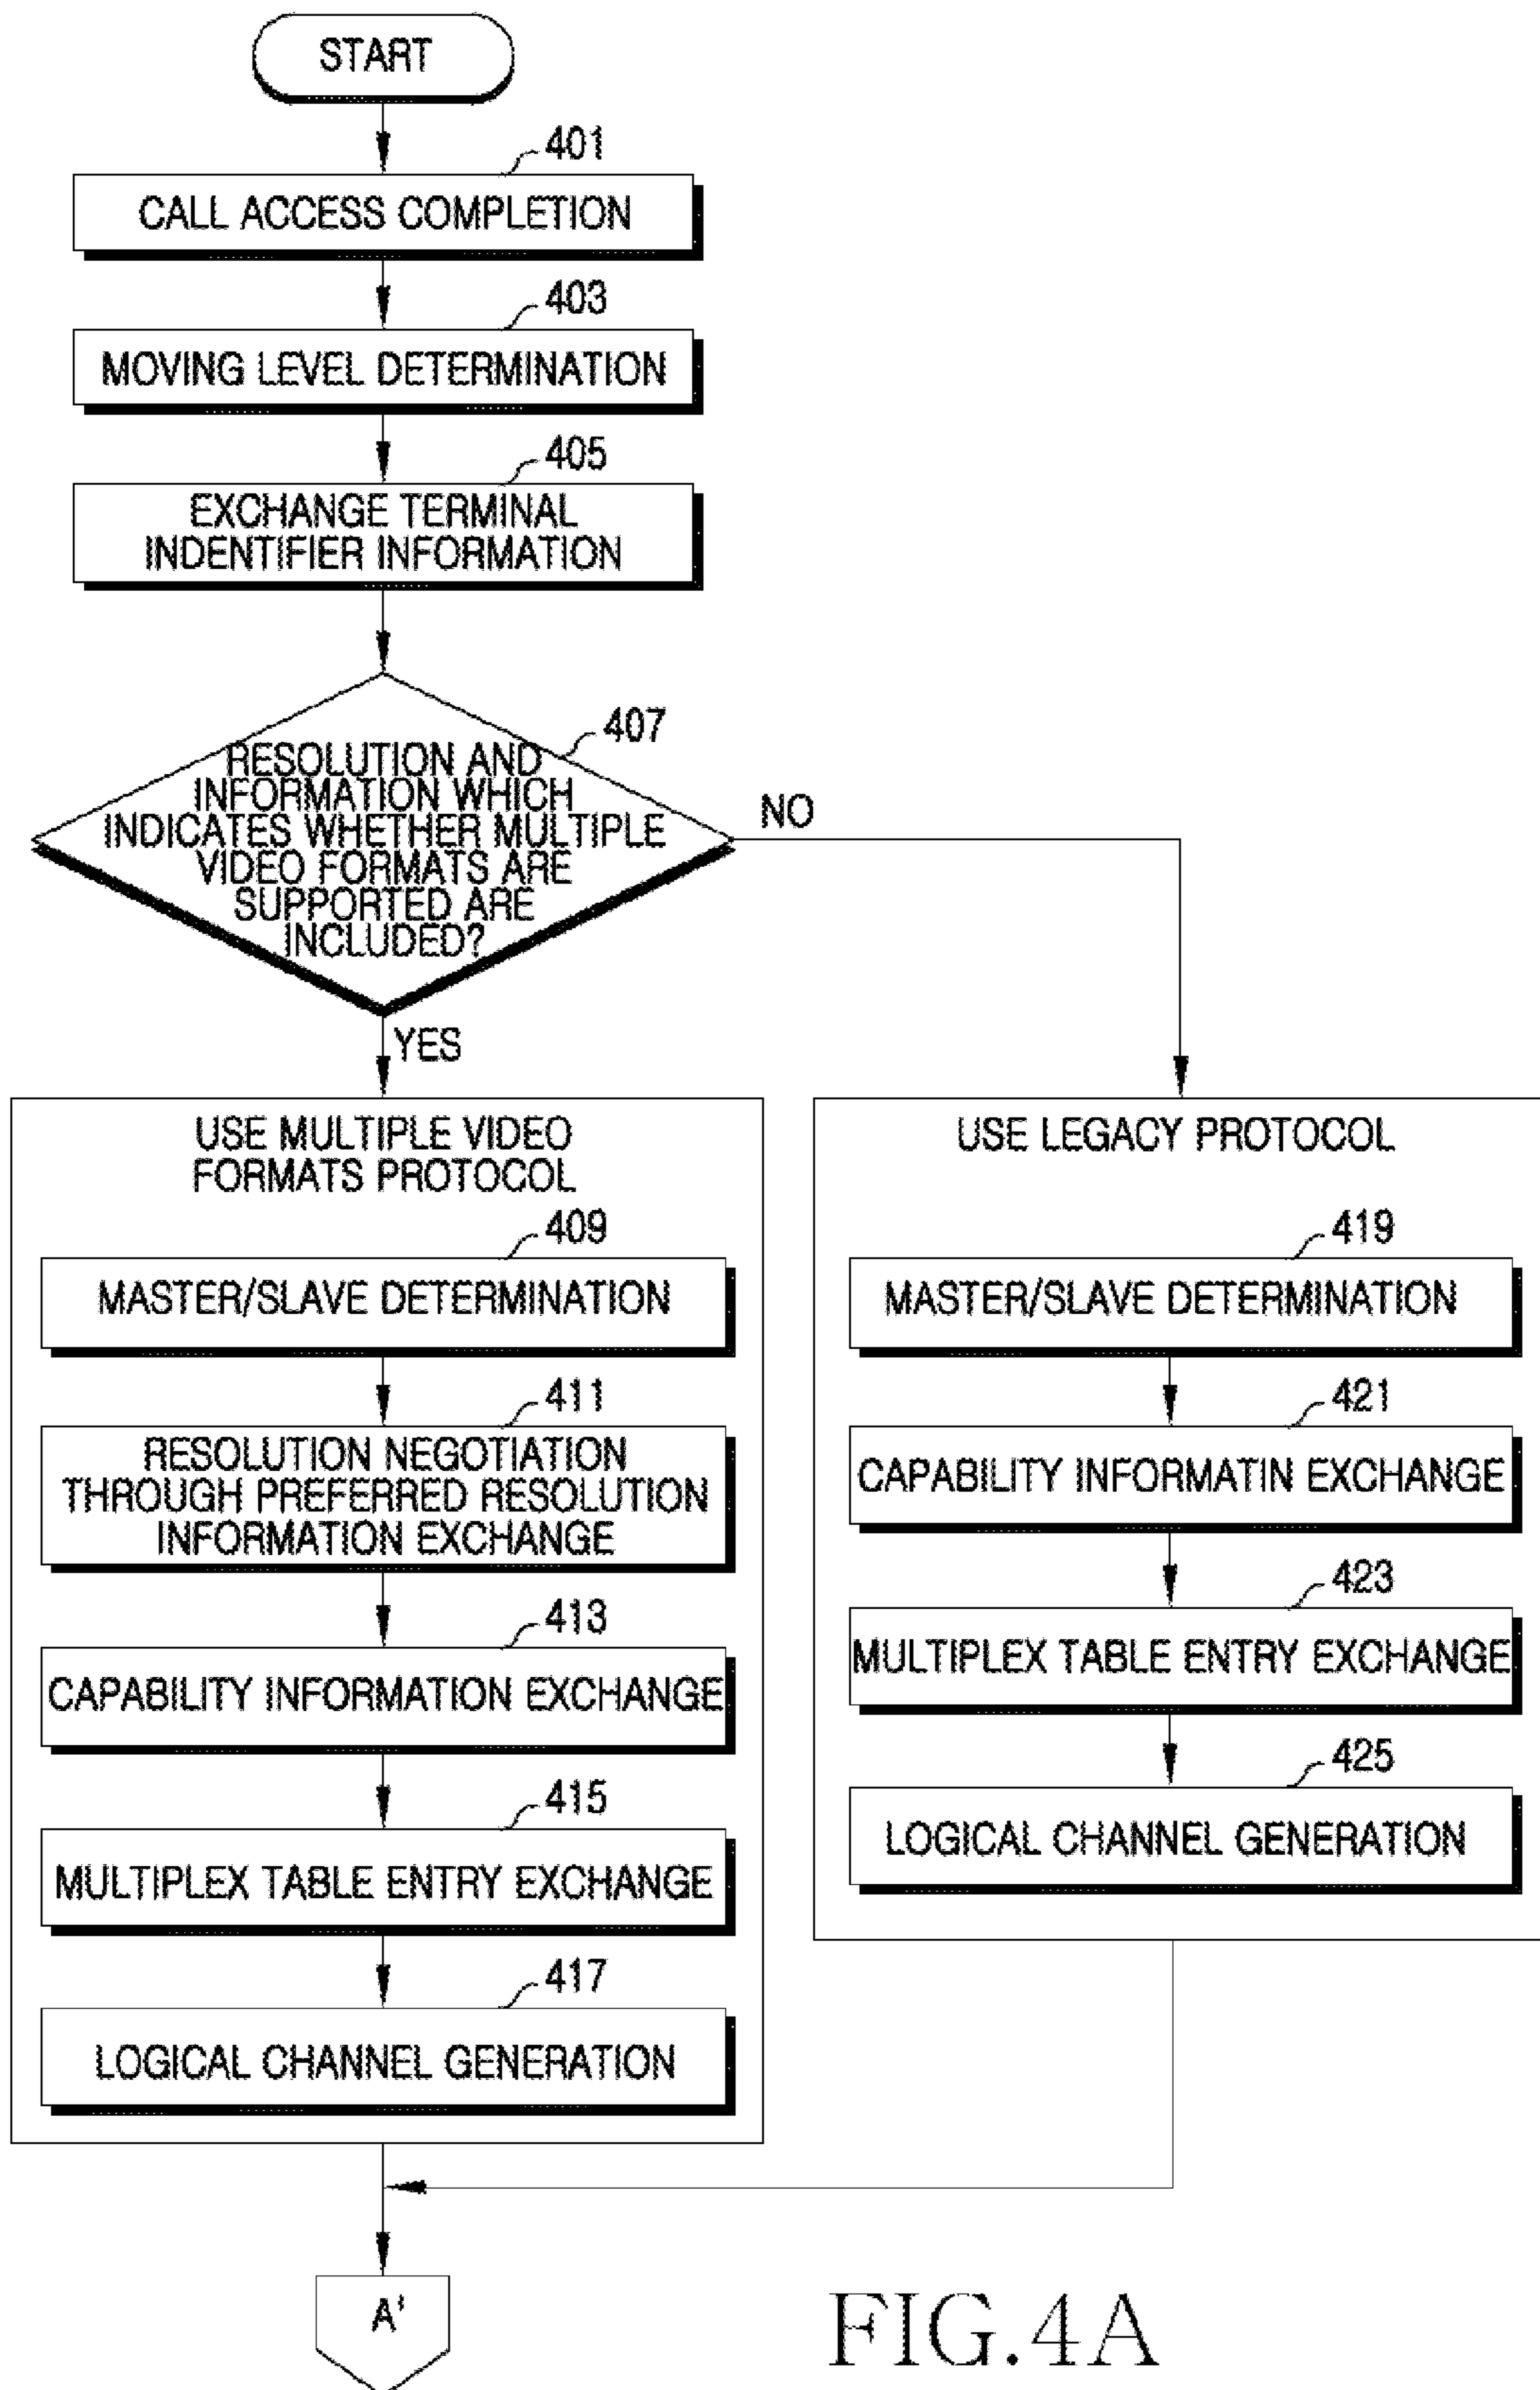 START
401
CALL ACCESS COMPLETION
403
MOVING LEVEL DETERMINATION
405
EXCHANGE TERMINAL
INDENTIFIER INFORMATION
407
RESOLUTION AND
INFORMATION WHICH
INDICATES WHETHER MULTIPLE
VIDEO FORMATS ARE
SUPPORTED ARE
INCLUDED?
NO
YES
USE MULTIPLE VIDEO
FORMATS PROTOCOL
409
MASTER/SLAVE DETERMINATION
411
RESOLUTION NEGOTIATION
THROUGH PREFERRED RESOLUTION
INFORMATION EXCHANGE
413
CAPABILITY INFORMATION EXCHANGE
415
MULTIPLEX TABLE ENTRY EXCHANGE
417
LOGICAL CHANNEL GENERATION
USE LEGACY PROTOCOL
419
MASTER/SLAVE DETERMINATION
421
CAPABILITY INFORMATIN EXCHANGE
423
MULTIPLEX TABLE ENTRY EXCHANGE
425
LOGICAL CHANNEL GENERATION
A'
FIG.4A